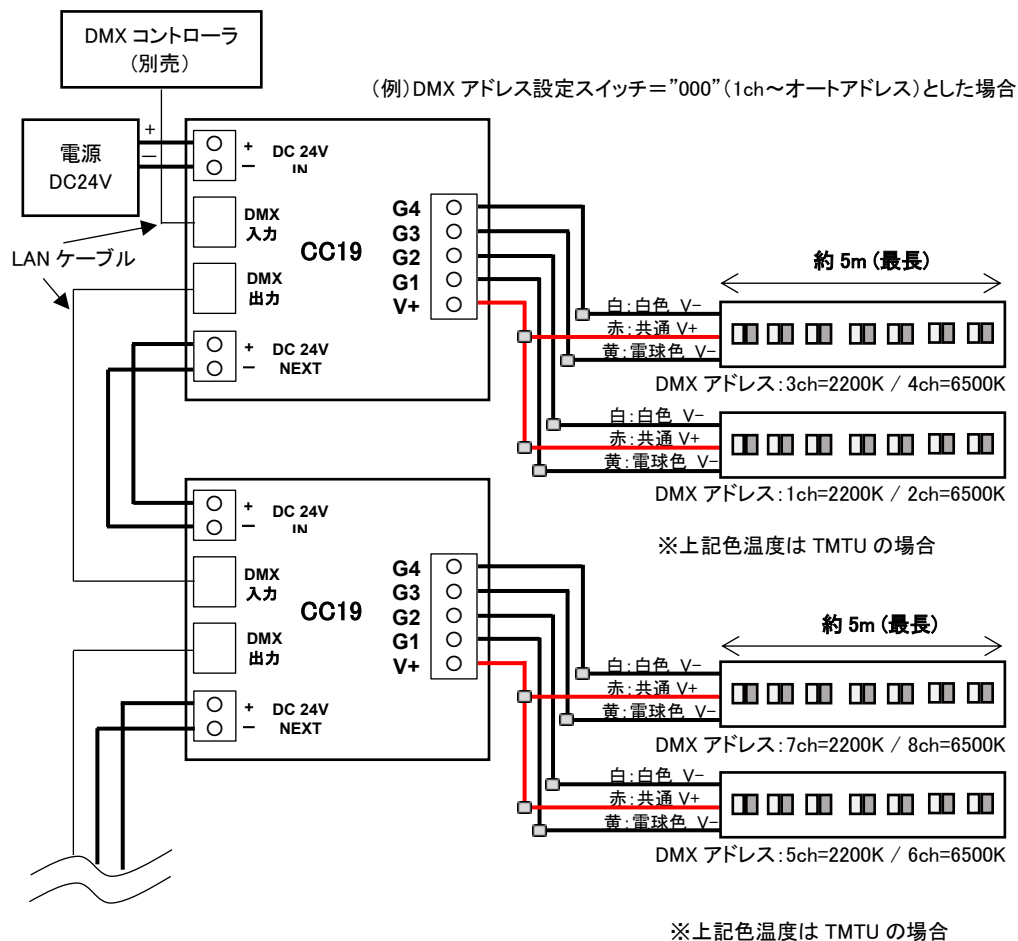 DMX コントローラ
(別売)
(例)DMX アドレス設定スイッチ=”000”(1ch~オートアドレス)とした場合
電源
DC24V
+
−
LAN ケーブル
+ DC 24V
− IN
DMX
入力
CC19
DMX
出力
+ DC 24V
− NEXT
G4
G3
G2
G1
V+
約 5m (最長)
白:白色 V-
赤:共通 V+
黄:電球色 V-
DMX アドレス:3ch=2200K / 4ch=6500K
白:白色 V-
赤:共通 V+
黄:電球色 V-
DMX アドレス:1ch=2200K / 2ch=6500K
※上記色温度は TMTU の場合
+ DC 24V
− IN
DMX
入力
CC19
DMX
出力
+ DC 24V
− NEXT
G4
G3
G2
G1
V+
約 5m (最長)
白:白色 V-
赤:共通 V+
黄:電球色 V-
DMX アドレス:7ch=2200K / 8ch=6500K
白:白色 V-
赤:共通 V+
黄:電球色 V-
DMX アドレス:5ch=2200K / 6ch=6500K
※上記色温度は TMTU の場合